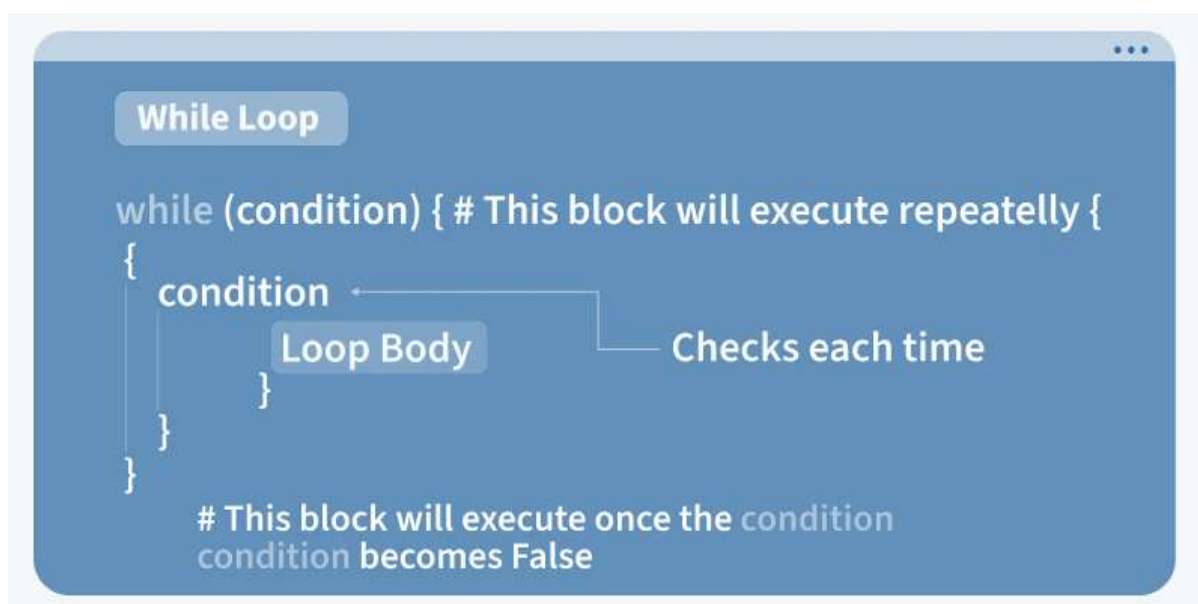 While Loop
while (condition) { # This block will execute repeatelly {
{
condition
Loop Body
Checks each time
}
}
}
# This block will execute once the condition
condition becomes False